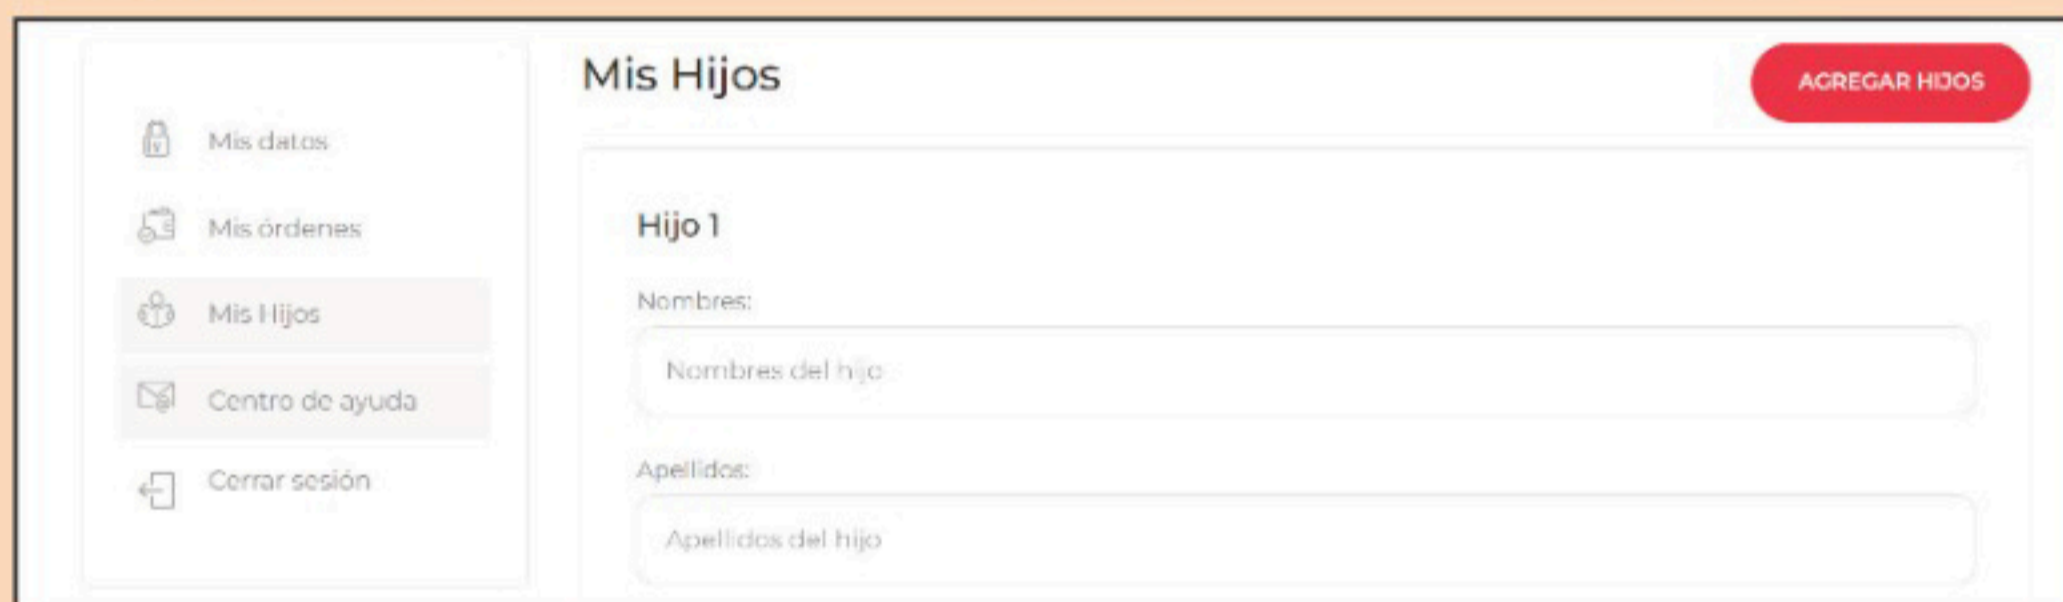 Mis datos
Mis órdenes
Mis Hijos
Centro de ayuda
Cerrar sesión
Mis Hijos
AGREGAR HIJOS
Hijo 1
Nombres:
Nombres del hijo
Apellidos:
Apellidos del hijo